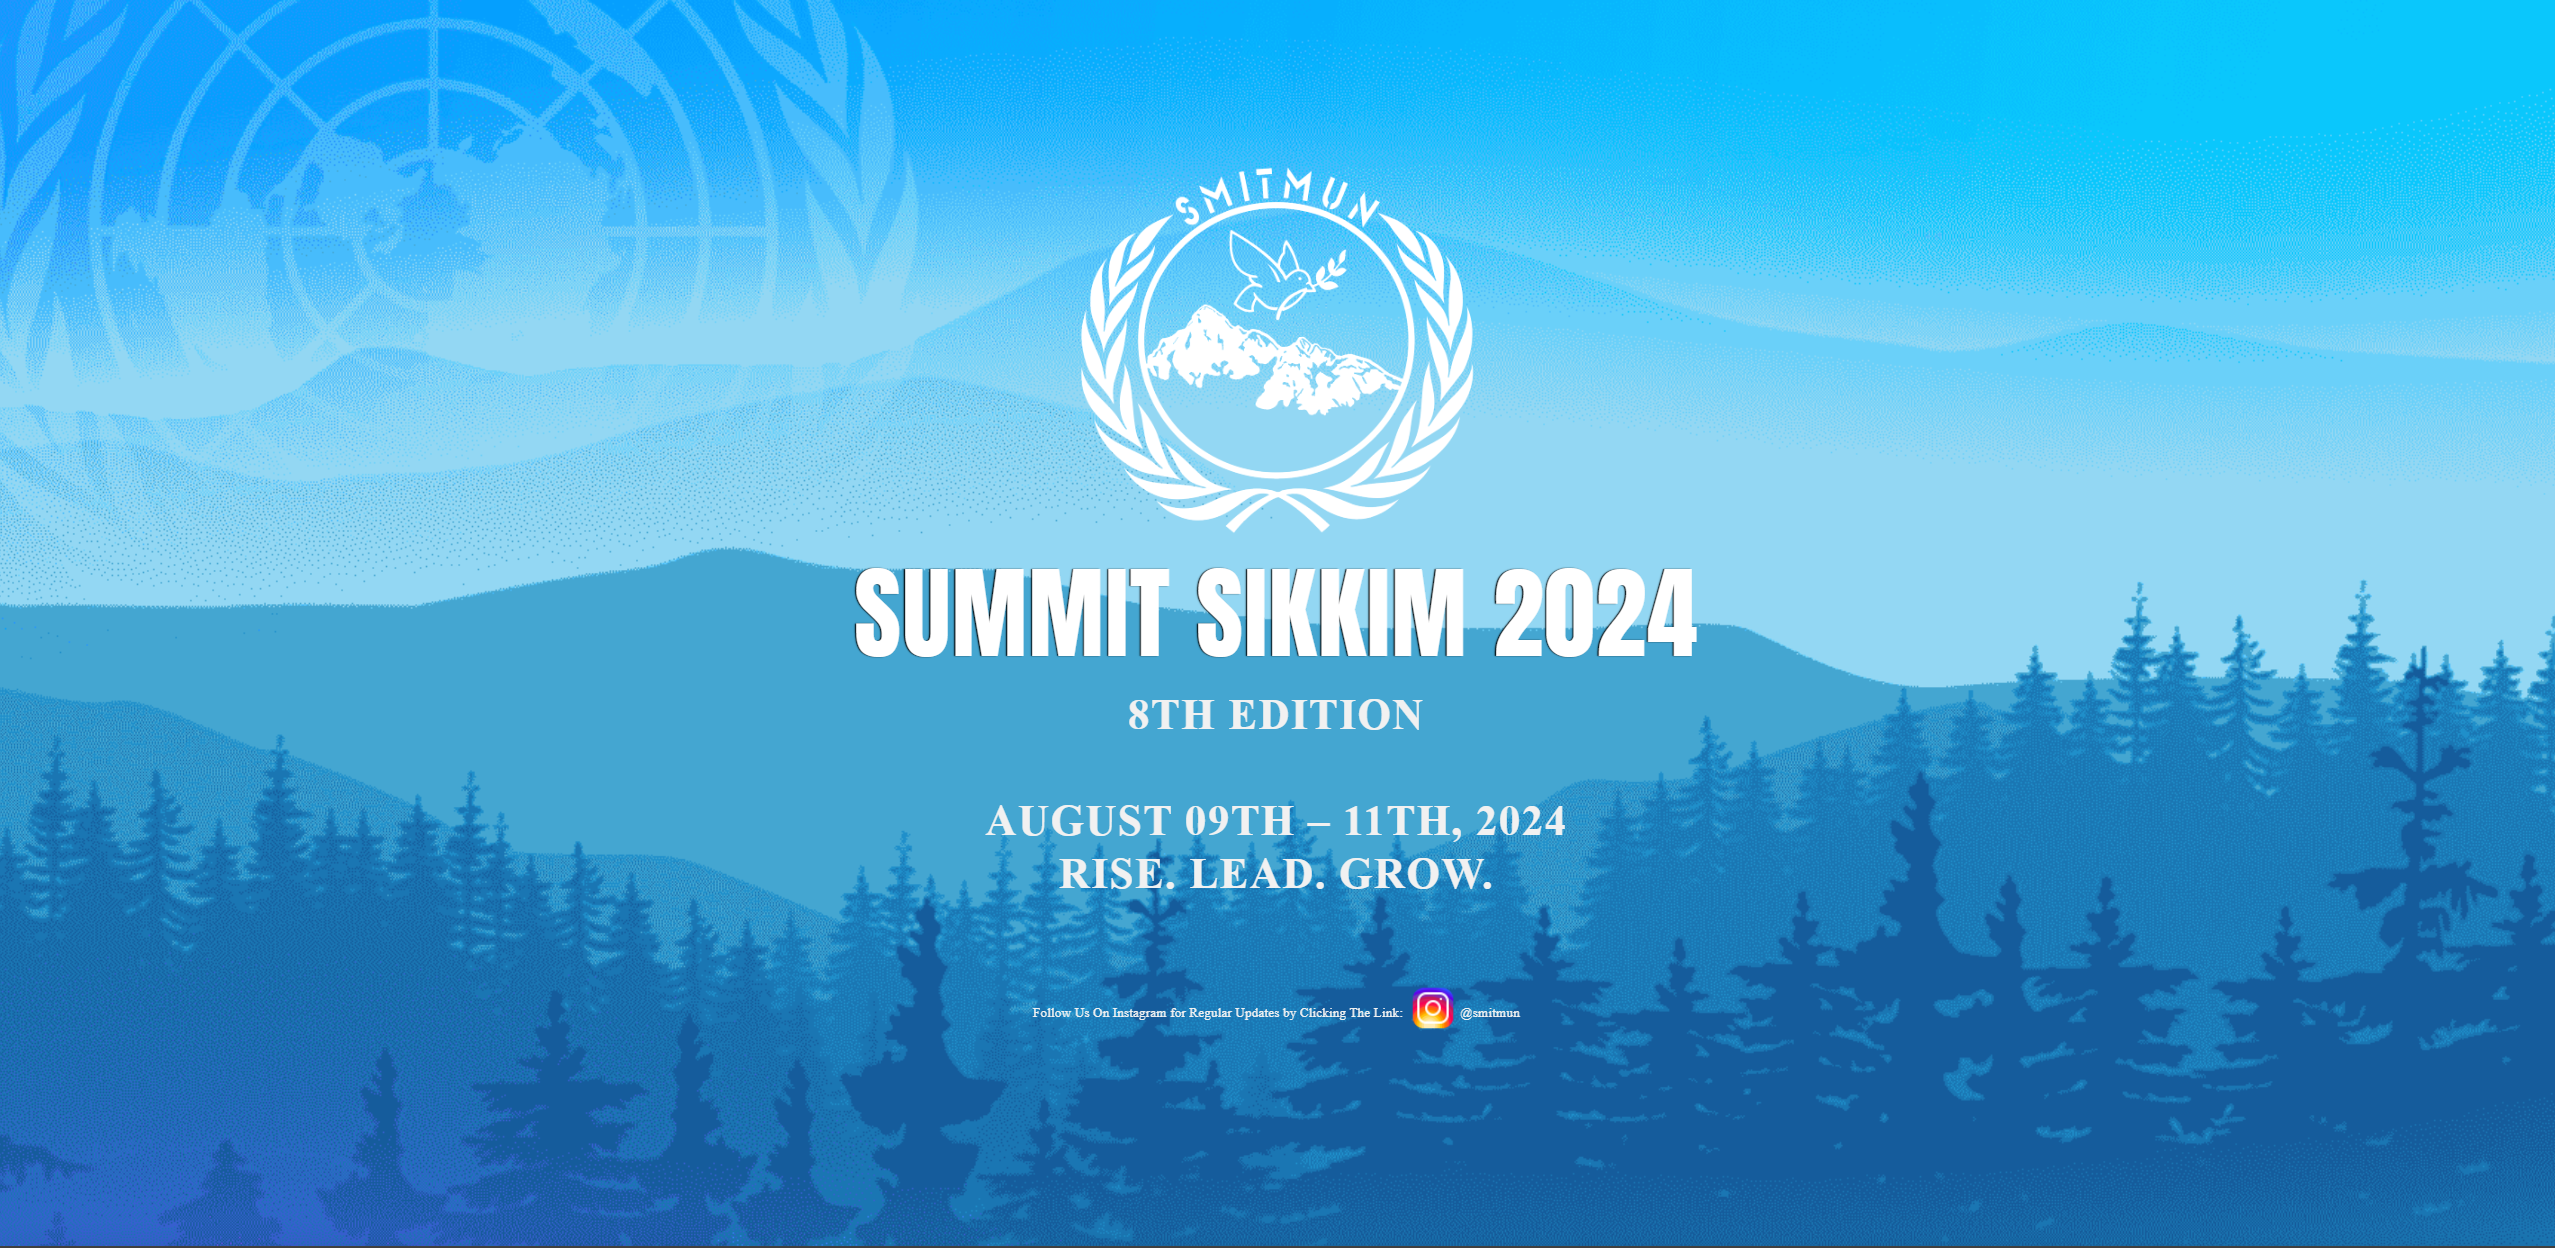 SMITMUN
SUMMIT SIKKIM 2024
8TH EDITION
AUGUST 09TH – 11TH, 2024
RISE. LEAD. GROW.
Follow Us On Instagram for Regular Updates by Clicking The Link: @smitmun